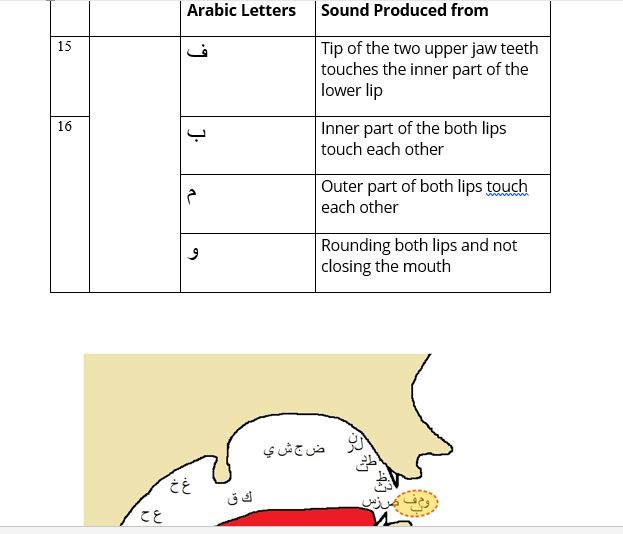 Arabic Letters Sound Produced from
15 ف Tip of the two upper jaw teeth
touches the inner part of the
lower lip
16 ب Inner part of the both lips
touch each other
م Outer part of both lips touch
each other
و Rounding both lips and not
closing the mouth
ض ج ش ي
ل ن ر
غ خ
ك ق
ع ح